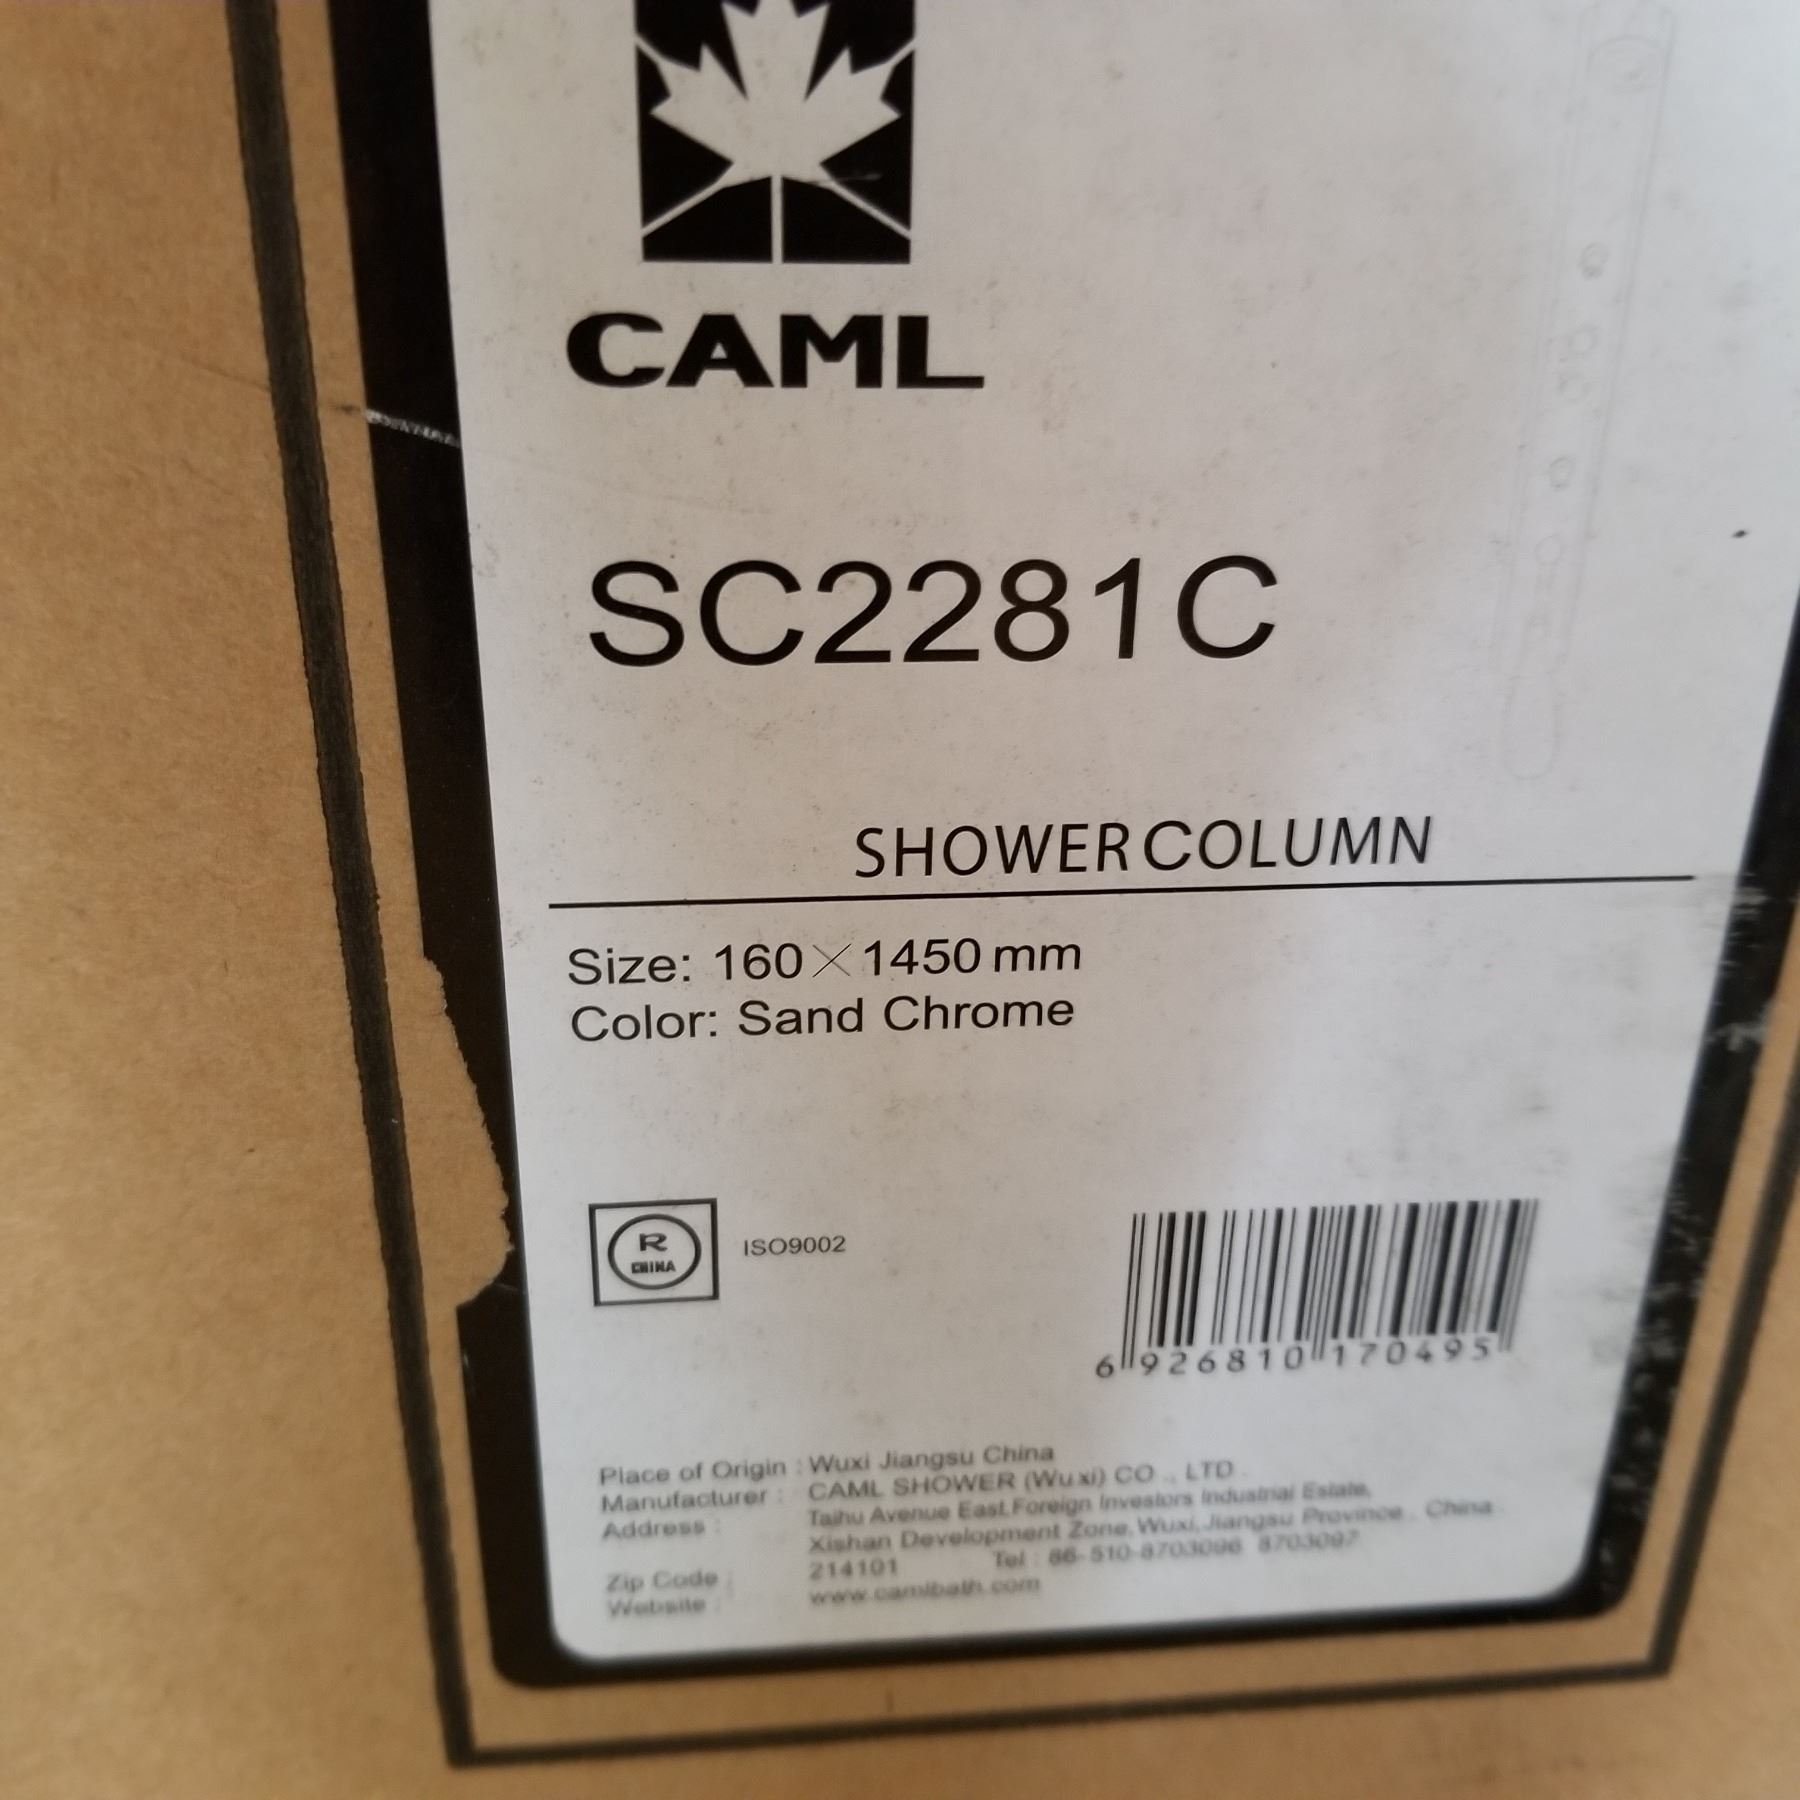 CAML
SC2281C
SHOWER COLUMN
Size: 160×1450 mm
Color: Sand Chrome
R
CHINA
ISO9002
6 926810 170495
Place of Origin : Wuxi Jiangsu China
Manufacturer : CAML SHOWER (Wuxi) CO., LTD.
Address : Taihu Avenue East, Foreign Investors Industrial Estate,
Xishan Development Zone, Wuxi, Jiangsu Province, China
Zip Code : 214101 Tel : 86-510-8703096 8703097
Website : www.camlbath.com